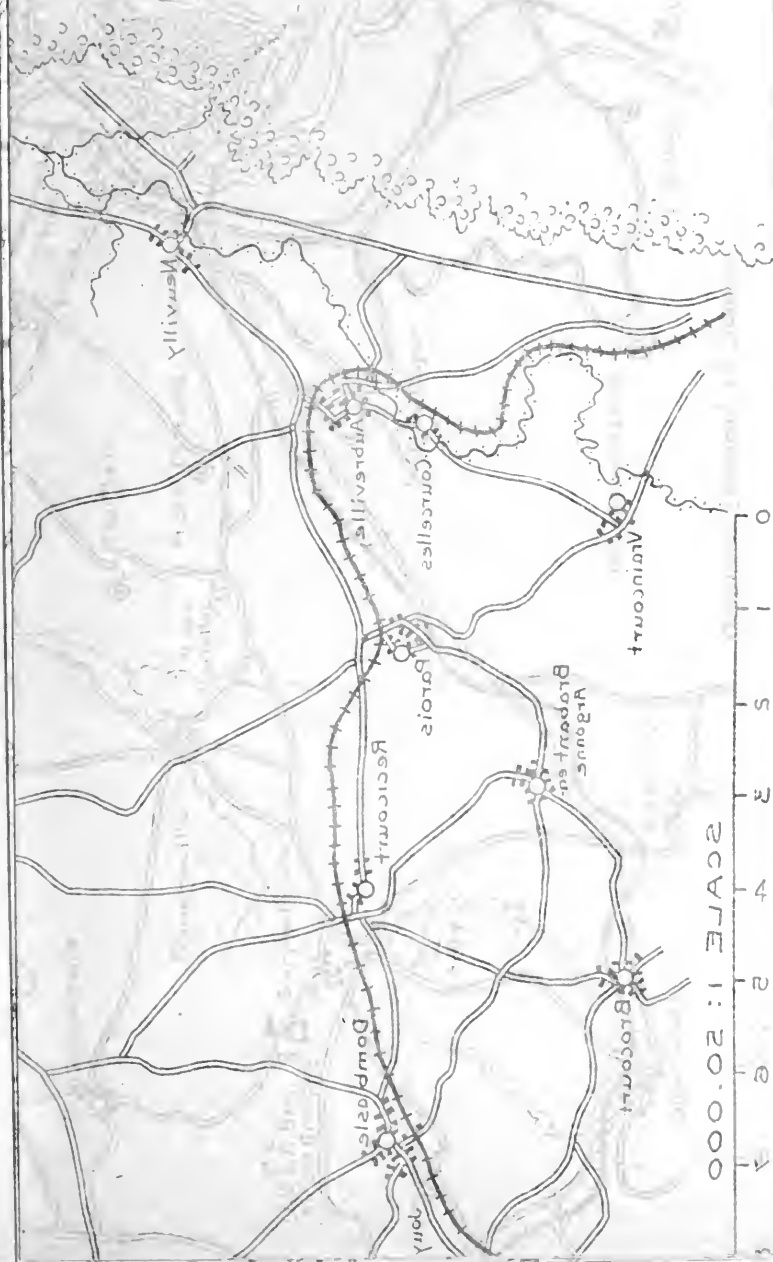 Neuvilly
Aubreville
Courcelles
Vraincourt
Parois
Brabant-en-
Argonne
Recicourt
Brocourt
Dombasle
Jouy
SCALE 1: 50.000
0 1 2 3 4 5 6 7 8